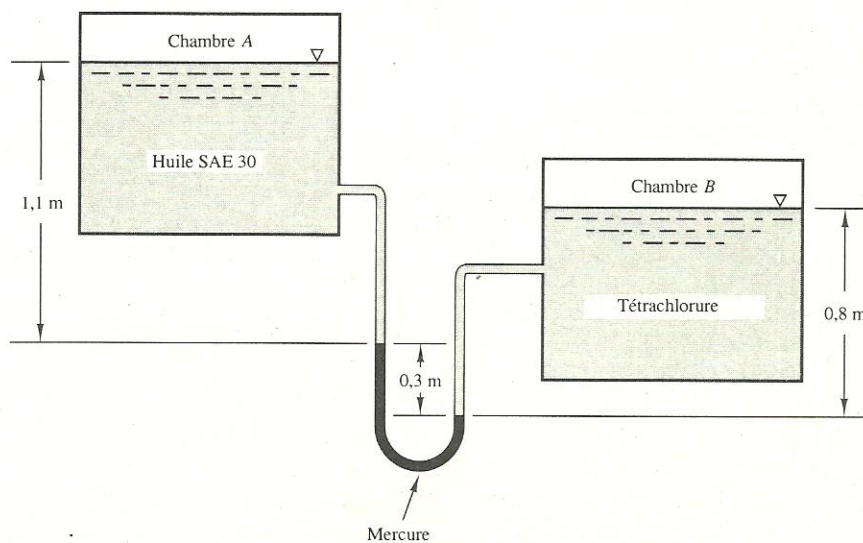 Chambre A
Huile SAE 30
1,1 m
Chambre B
Tétrachlorure
0,8 m
0,3 m
Mercure